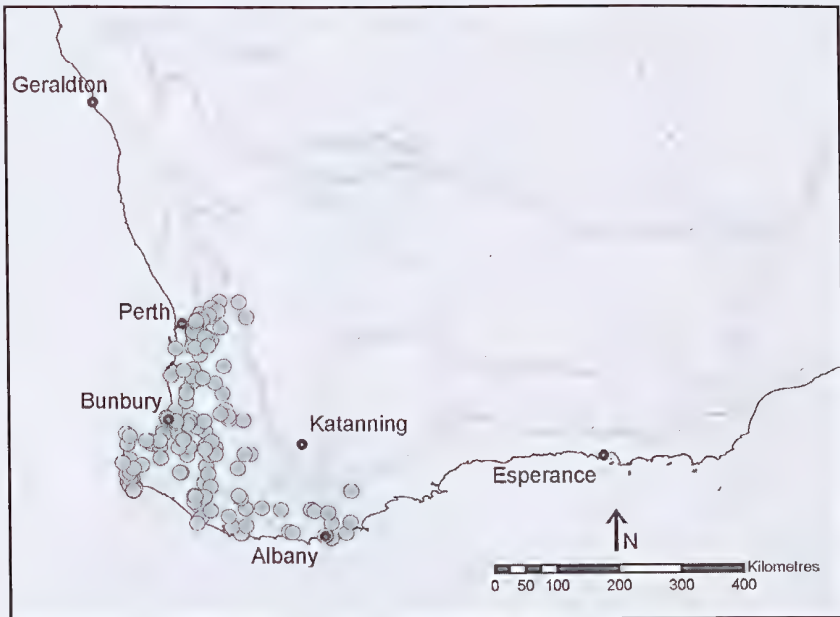 Geraldton
Perth
Bunbury
Katanning
Esperance
Albany
N
Kilometres
0 50 100 200 300 400